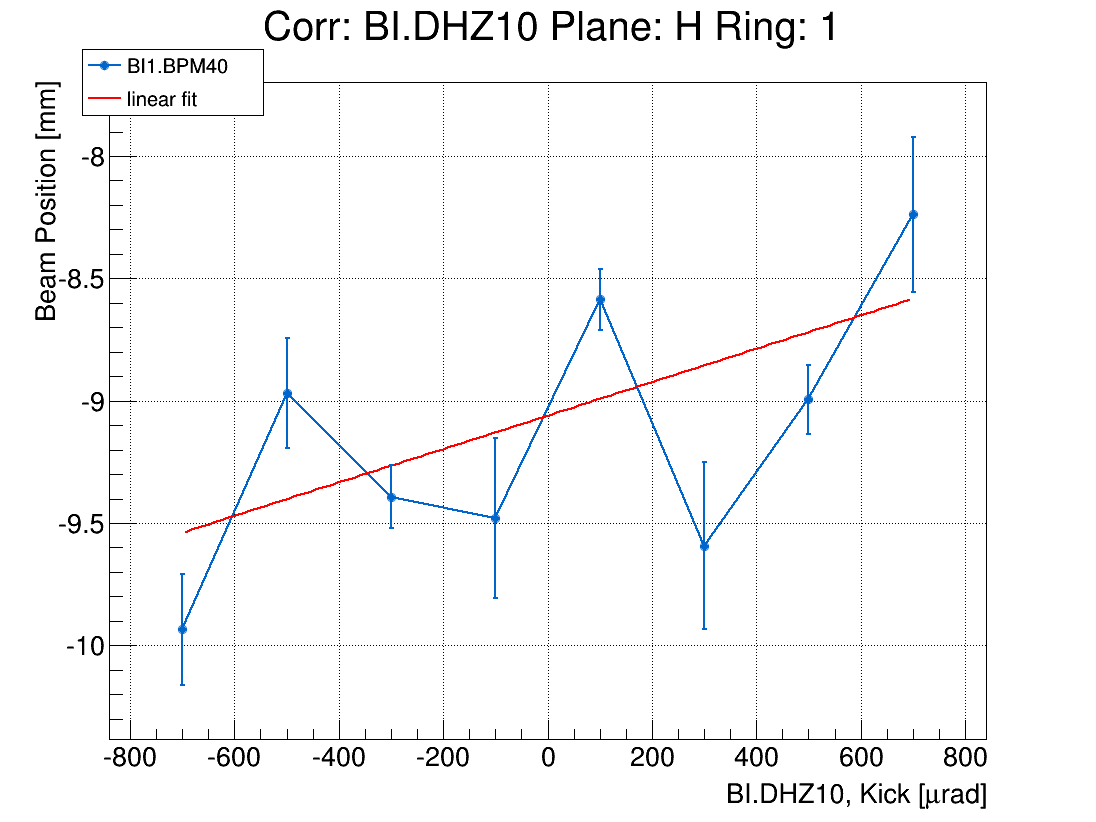 Corr: BI.DHZ10 Plane: H Ring: 1
BI1.BPM40
linear fit
Beam Position [mm]
-8
-8.5
-9
-9.5
-10
-800 -600 -400 -200 0 200 400 600 800
BI.DHZ10, Kick [μrad]